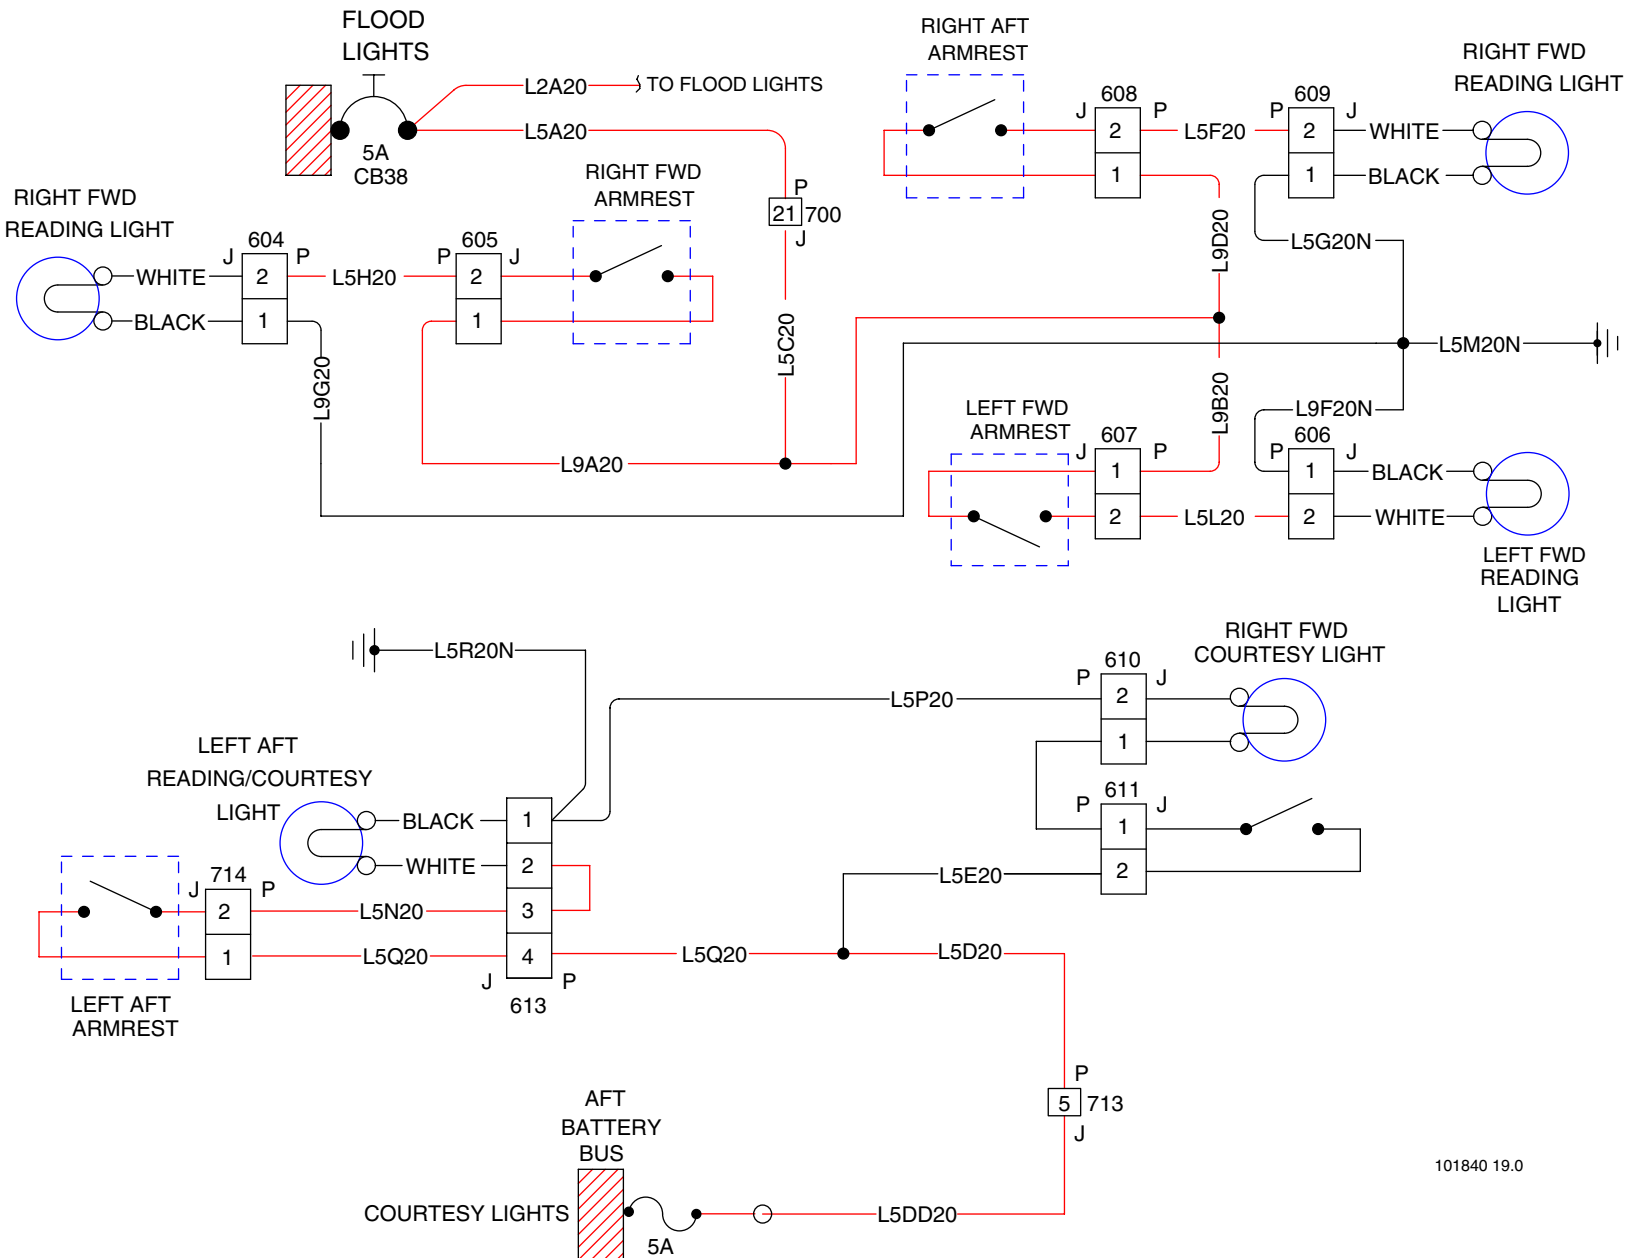 FLOOD
LIGHTS
L2A20
TO FLOOD LIGHTS
L5A20
5A
CB38
P
21 700
J
L5C20
RIGHT FWD
READING LIGHT
WHITE
BLACK
604
J P
2
1
L5H20
L9G20
605
P J
2
1
RIGHT FWD
ARMREST
L9A20
RIGHT AFT
ARMREST
608
J P
2
1
L5F20
609
P J
2
1
WHITE
BLACK
RIGHT FWD
READING LIGHT
L9D20
L5G20N
L5M20N
L9B20
L9F20N
LEFT FWD
ARMREST
607
J P
1
2
L5L20
606
P J
1
2
BLACK
WHITE
LEFT FWD
READING
LIGHT
L5R20N
L5P20
610
P J
2
1
RIGHT FWD
COURTESY LIGHT
611
P J
1
2
L5E20
LEFT AFT
READING/COURTESY
LIGHT
BLACK
WHITE
1
2
3
4
J P
613
714
J P
2
1
L5N20
L5Q20
LEFT AFT
ARMREST
L5Q20
L5D20
P
5 713
J
AFT
BATTERY
BUS
COURTESY LIGHTS
5A
L5DD20
101840 19.0